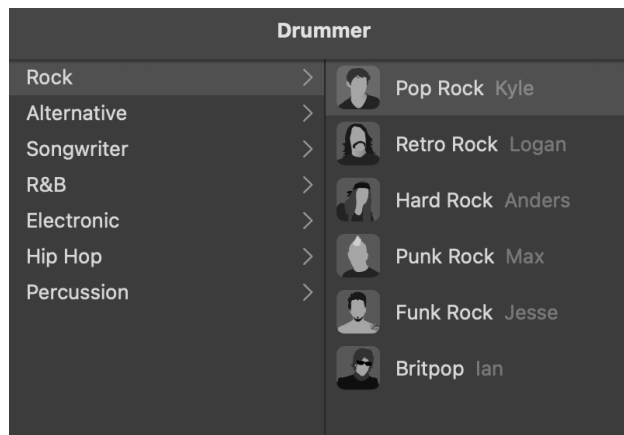 Drummer
Rock
Alternative
Songwriter
R&B
Electronic
Hip Hop
Percussion
Pop Rock Kyle
Retro Rock Logan
Hard Rock Anders
Punk Rock Max
Funk Rock Jesse
Britpop Ian